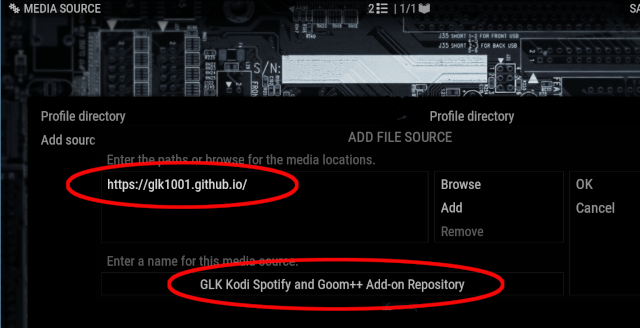 MEDIA SOURCE
2 | 1/1
J35 SHORT 1-2 FOR FRONT USB
J35 SHORT 2-3 FOR BACK USB
S/N:
Profile directory
Profile directory
Add sourc
ADD FILE SOURCE
Enter the paths or browse for the media locations.
https://glk1001.github.io/
Browse
OK
Add
Cancel
Remove
Enter a name for this media source.
GLK Kodi Spotify and Goom++ Add-on Repository